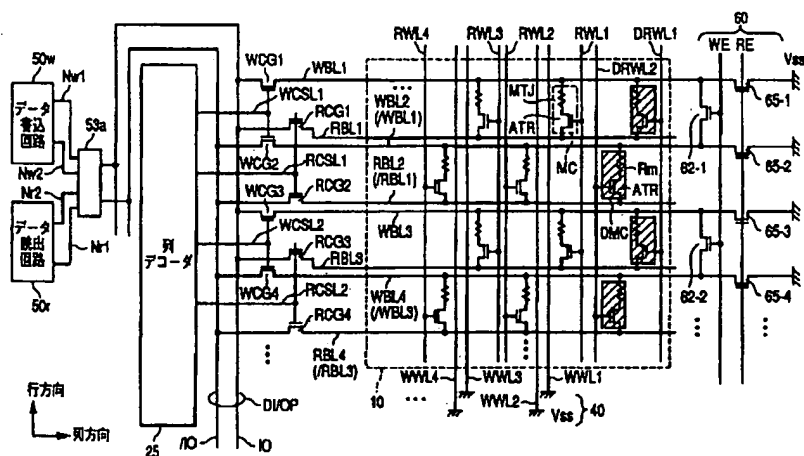 RWL4 RWL3 RWL2 RWL1 DRWL1 60
WE RE Vss
50w Nw1 WCG1 WBL1 ... DRWL2
データ書込回路 53a WCSL1 RCG1 RBL1 WBL2 (/WBL1) MTJ ATR MC 62-1 65-1
Nw2 WCG2 RCSL1 RBL2 (/RBL1) Rm ATR 65-2
Nr2 WCG3 RCG2 DMC
データ読出回路 列デコーダ WCSL2 RCG3 RBL3 WBL3 65-3
Nr1 62-2
50r WCG4 RCSL2 WBL4 (/WBL3) 65-4
RCG4 RBL4 (/RBL3)
行方向 10 ... WWL4 WWL3 WWL2 WWL1 Vss 40
列方向 25 /IO IO DI/OP